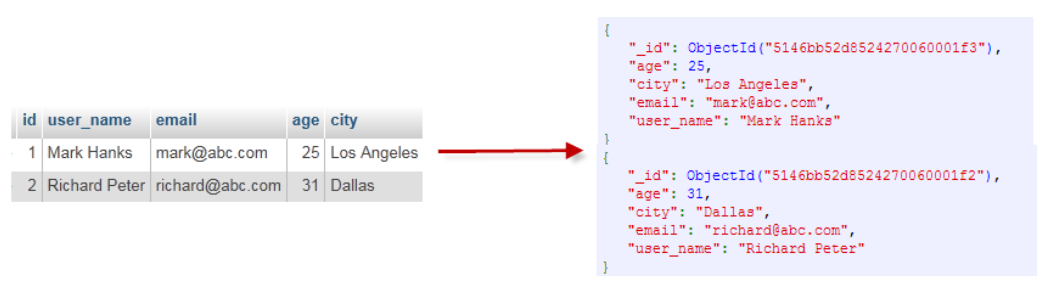 id user_name email age city
1 Mark Hanks mark@abc.com 25 Los Angeles
2 Richard Peter richard@abc.com 31 Dallas
{
"_id": ObjectId("5146bb52d8524270060001f3"),
"age": 25,
"city": "Los Angeles",
"email": "mark@abc.com",
"user_name": "Mark Hanks"
}
{
"_id": ObjectId("5146bb52d8524270060001f2"),
"age": 31,
"city": "Dallas",
"email": "richard@abc.com",
"user_name": "Richard Peter"
}